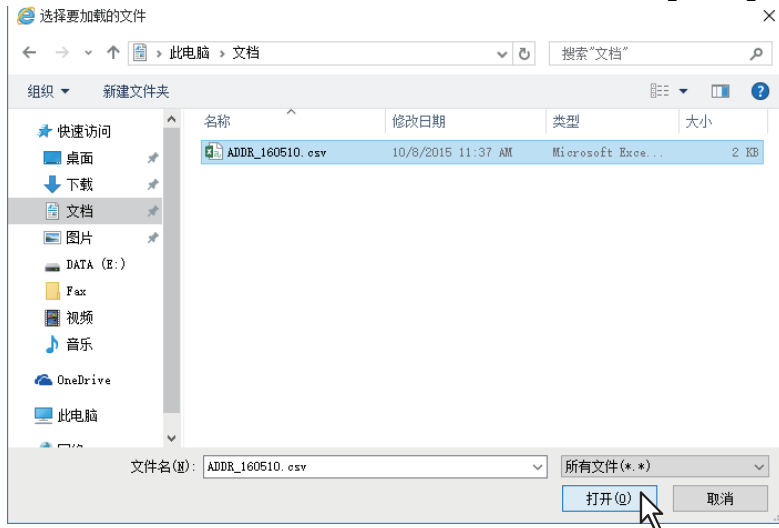 选择要加载的文件
此电脑 › 文档
搜索"文档"
组织
新建文件夹
名称
修改日期
类型
大小
ADDR_160510.csv
10/8/2015 11:37 AM
Microsoft Exce...
2 KB
快速访问
桌面
下载
文档
图片
DATA (E:)
Fax
视频
音乐
OneDrive
此电脑
文件名(N):
ADDR_160510.csv
所有文件(*.*)
打开(O)
取消